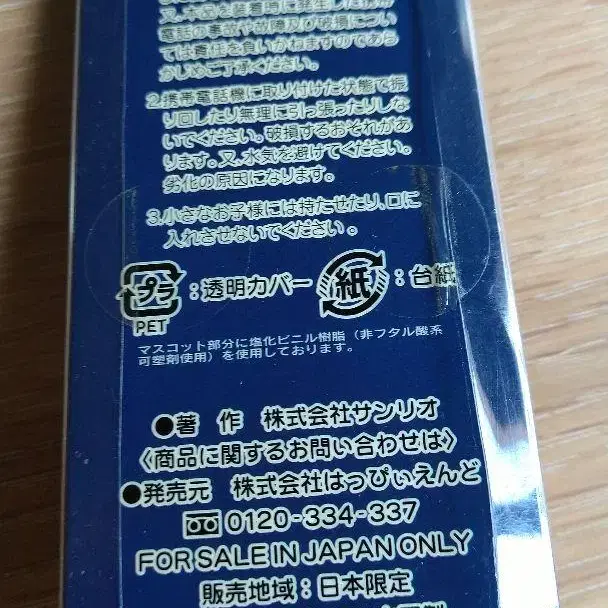 又、本品を装着時に発生した携帯
電話の事故や故障及び破損につい
ては責任を負いかねますのであら
かじめご了承ください。
2.携帯電話機に取り付けた状態で振
り回したり無理に引っ張ったりしな
いでください。破損するおそれがあ
ります。又、水気を避けてください。
劣化の原因になります。
3.小さなお子様には持たせたり、口に
入れさせないでください。
プラ :透明カバー 紙 :台紙
PET
マスコット部分に塩化ビニル樹脂(非フタル酸系
可塑剤使用)を使用しております。
●著 作 株式会社サンリオ
〈商品に関するお問い合わせは〉
●発売元 株式会社はっぴぃえんど
0120-334-337
FOR SALE IN JAPAN ONLY
販売地域:日本限定